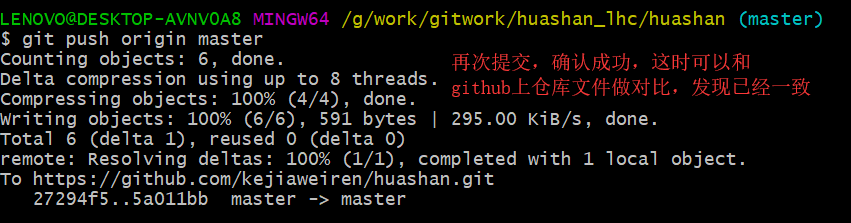 LENOVO@DESKTOP-AVNV0A8 MINGW64 /g/work/gitwork/huashan_lhc/huashan (master)
$ git push origin master
Counting objects: 6, done.
再次提交，确认成功，这时可以和
Delta compression using up to 8 threads.
github上仓库文件做对比，发现已经一致
Compressing objects: 100% (4/4), done.
Writing objects: 100% (6/6), 591 bytes | 295.00 KiB/s, done.
Total 6 (delta 1), reused 0 (delta 0)
remote: Resolving deltas: 100% (1/1), completed with 1 local object.
To https://github.com/kejiaweiren/huashan.git
   27294f5..5a011bb  master -> master